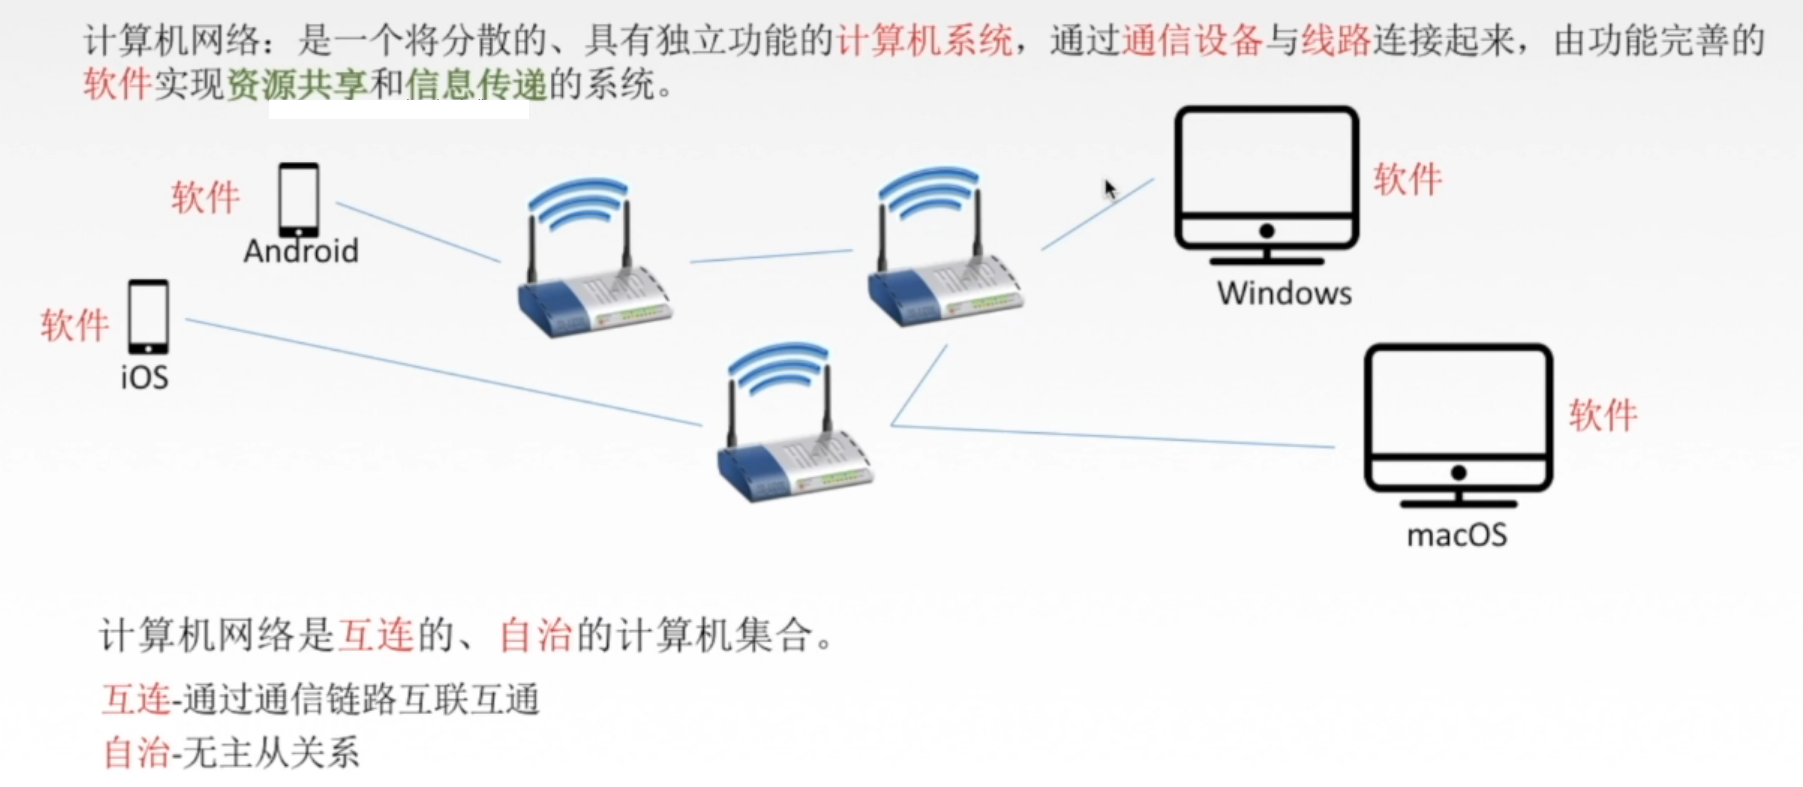 计算机网络：是一个将分散的、具有独立功能的计算机系统，通过通信设备与线路连接起来，由功能完善的
软件实现资源共享和信息传递的系统。
软件
Android
软件
iOS
软件
Windows
软件
macOS
计算机网络是互连的、自治的计算机集合。
互连-通过通信链路互联互通
自治-无主从关系